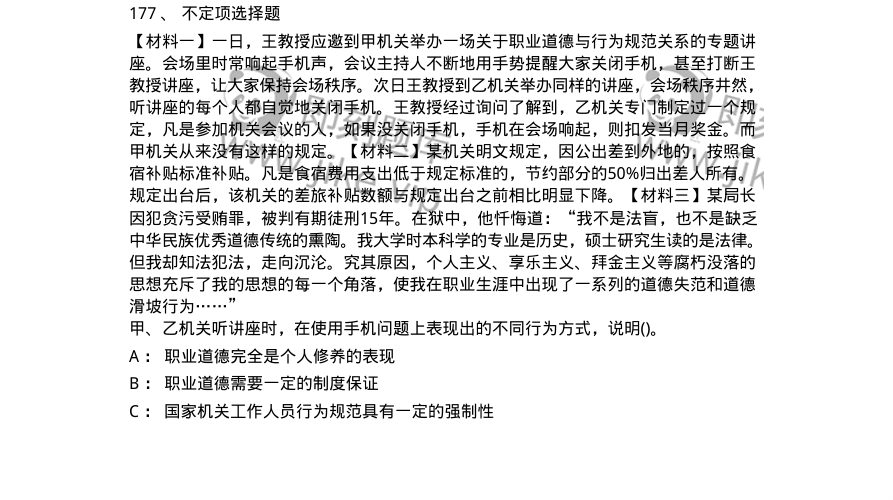 177 、 不定项选择题
【材料一】一日，王教授应邀到甲机关举办一场关于职业道德与行为规范关系的专题讲
座。会场里时常响起手机声，会议主持人不断地用手势提醒大家关闭手机，甚至打断王
教授讲座，让大家保持会场秩序。次日王教授到乙机关举办同样的讲座，会场秩序井然，
听讲座的每个人都自觉地关闭手机。王教授经过询问了解到，乙机关专门制定过一个规
定，凡是参加机关会议的人，如果没关闭手机，手机在会场响起，则扣发当月奖金。而
甲机关从来没有这样的规定。【材料二】某机关明文规定，因公出差到外地的，按照食
宿补贴标准补贴。凡是食宿费用支出低于规定标准的，节约部分的50%归出差人所有。
规定出台后，该机关的差旅补贴数额与规定出台之前相比明显下降。【材料三】某局长
因犯贪污受贿罪，被判有期徒刑15年。在狱中，他忏悔道：“我不是法盲，也不是缺乏
中华民族优秀道德传统的熏陶。我大学时本科学的专业是历史，硕士研究生读的是法律。
但我却知法犯法，走向沉沦。究其原因，个人主义、享乐主义、拜金主义等腐朽没落的
思想充斥了我的思想的每一个角落，使我在职业生涯中出现了一系列的道德失范和道德
滑坡行为……”
甲、乙机关听讲座时，在使用手机问题上表现出的不同行为方式，说明()。
A ： 职业道德完全是个人修养的表现
B ： 职业道德需要一定的制度保证
C ： 国家机关工作人员行为规范具有一定的强制性